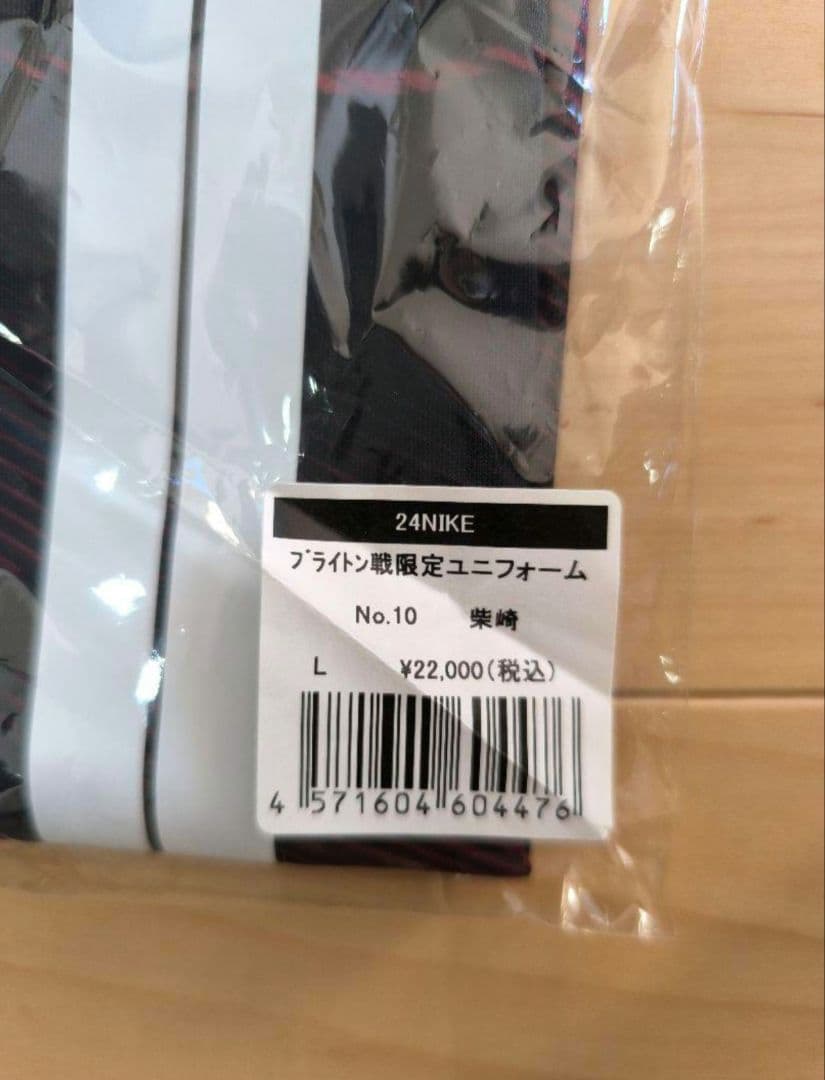 24NIKE
ブライトン戦限定ユニフォーム
No.10 柴崎
L ¥22,000(税込)
4 571604 604476